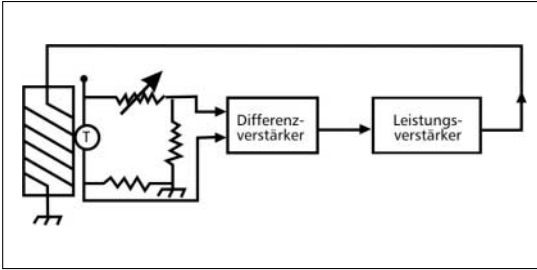 T
Differenz-
verstärker
Leistungs-
verstärker